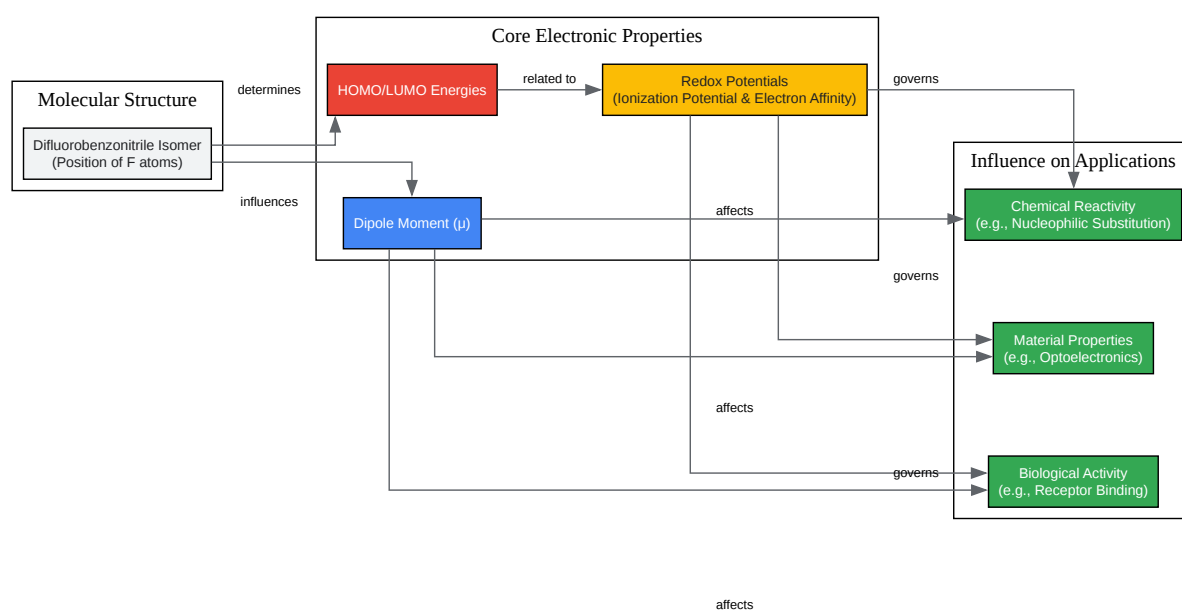 Core Electronic Properties
Molecular Structure
determines
HOMO/LUMO Energies
related to
Redox Potentials
(Ionization Potential & Electron Affinity)
governs
Difluorobenzonitrile Isomer
(Position of F atoms)
influences
Dipole Moment (μ)
affects
Influence on Applications
Chemical Reactivity
(e.g., Nucleophilic Substitution)
governs
Material Properties
(e.g., Optoelectronics)
affects
governs
Biological Activity
(e.g., Receptor Binding)
affects